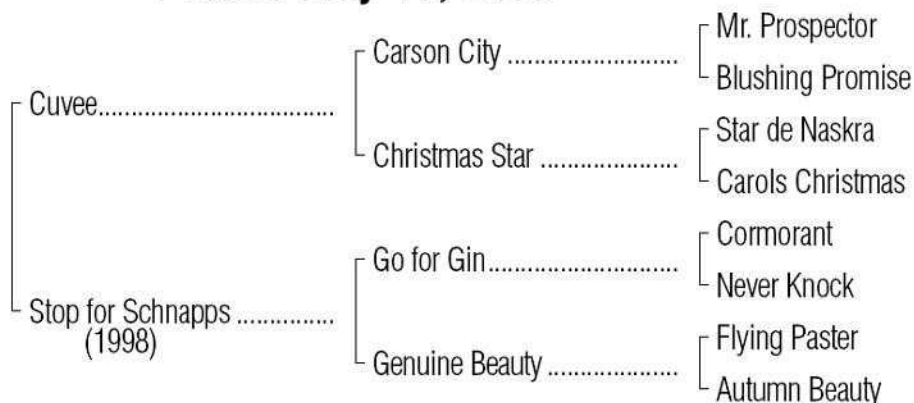 Mr. Prospector
Carson City ..........................
Blushing Promise
Cuvee....................................
Star de Naskra
Christmas Star .....................
Carols Christmas
Cormorant
Go for Gin.............................
Never Knock
Stop for Schnapps ...............
(1998)
Flying Paster
Genuine Beauty ....................
Autumn Beauty